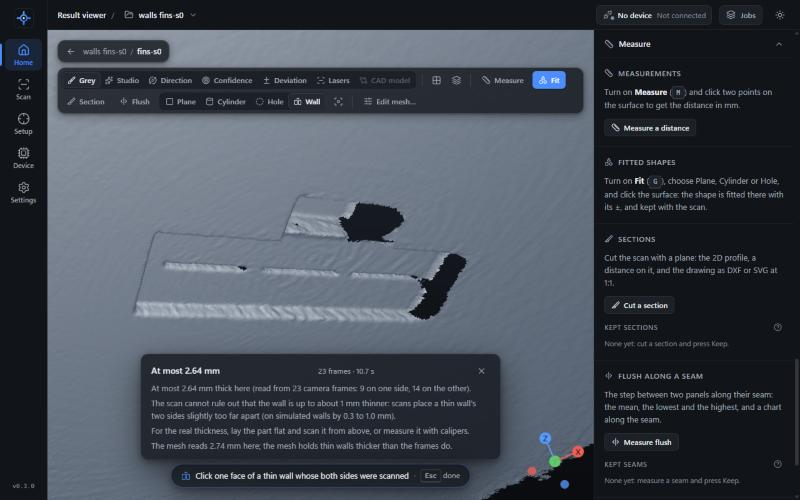 Result viewer / walls fins-s0
No device Not connected
Jobs
Home
Scan
Setup
Device
Settings
v0.3.0
walls fins-s0 / fins-s0
Grey Studio Direction Confidence Deviation Lasers CAD model Measure Fit
Section Flush Plane Cylinder Hole Wall Edit mesh...
At most 2.64 mm 23 frames · 10.7 s
At most 2.64 mm thick here (read from 23 camera frames: 9 on one side, 14 on the other).
The scan cannot rule out that the wall is up to about 1 mm thinner: scans place a thin wall's
two sides slightly too far apart (on simulated walls by 0.3 to 1.0 mm).
For the real thickness, lay the part flat and scan it from above, or measure it with calipers.
The mesh reads 2.74 mm here; the mesh holds thin walls thicker than the frames do.
Click one face of a thin wall whose both sides were scanned · Esc done
Z
X
Measure
MEASUREMENTS
Turn on Measure ( M ) and click two points on
the surface to get the distance in mm.
Measure a distance
FITTED SHAPES
Turn on Fit ( G ), choose Plane, Cylinder or Hole,
and click the surface: the shape is fitted there with
its ±, and kept with the scan.
SECTIONS
Cut the scan with a plane: the 2D profile, a
distance on it, and the drawing as DXF or SVG at
1:1.
Cut a section
KEPT SECTIONS
None yet: cut a section and press Keep.
FLUSH ALONG A SEAM
The step between two panels along their seam:
the mean, the lowest and the highest, and a chart
along the seam.
Measure flush
KEPT SEAMS
None yet: measure a seam and press Keep.